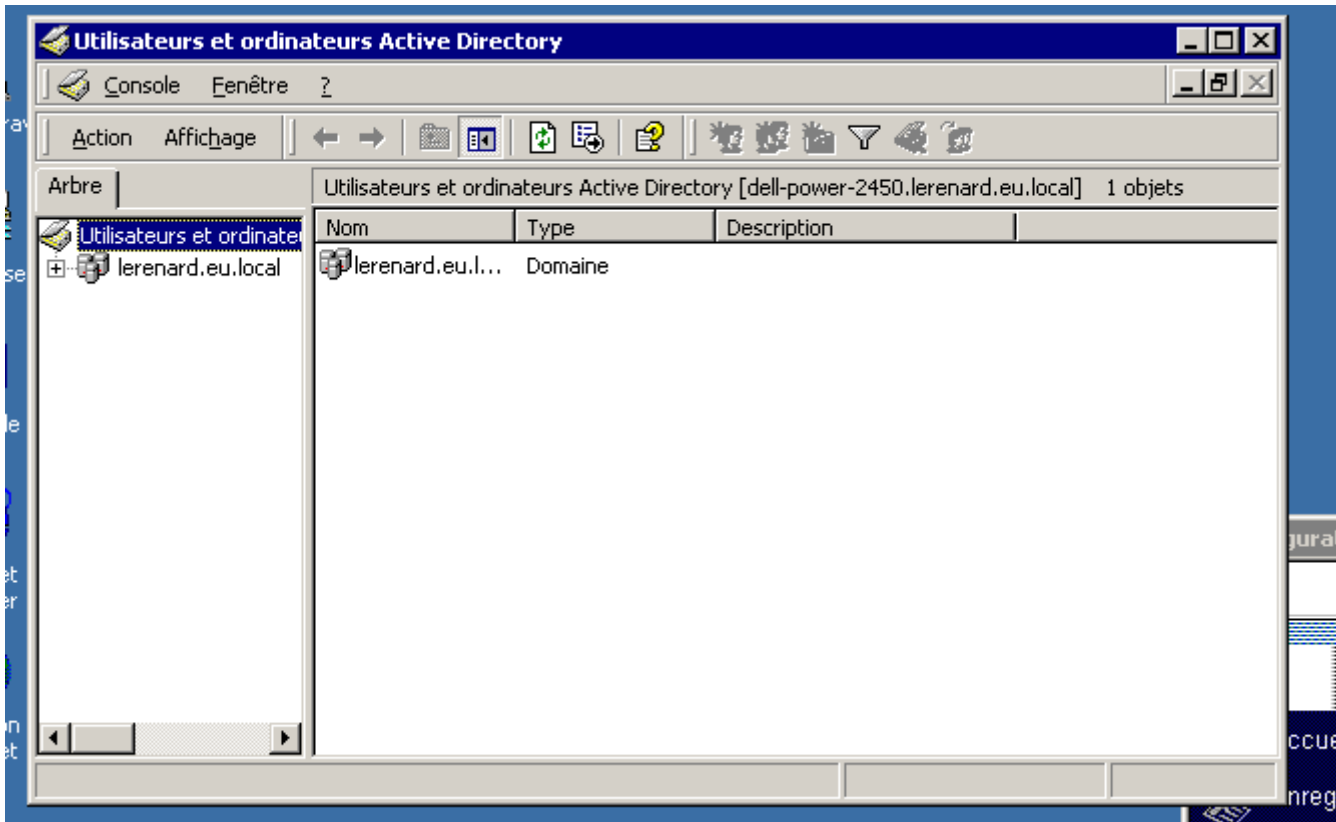 Utilisateurs et ordinateurs Active Directory
Console Fenêtre ?
Action Affichage
Arbre
Utilisateurs et ordinateurs Active Directory [dell-power-2450.lerenard.eu.local] 1 objets
Utilisateurs et ordinate
Nom Type Description
lerenard.eu.local
lerenard.eu.l... Domaine